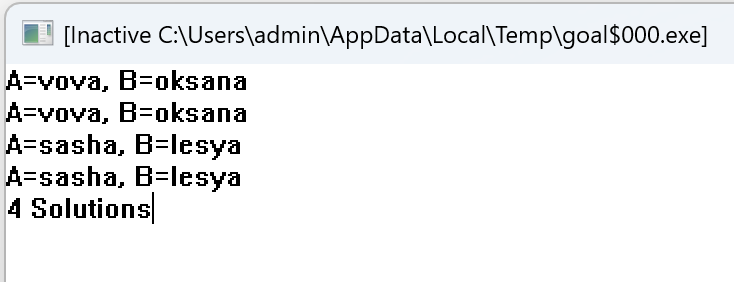 [Inactive C:\Users\admin\AppData\Local\Temp\goal$000.exe]
A=vova, B=oksana
A=vova, B=oksana
A=sasha, B=lesya
A=sasha, B=lesya
4 Solutions